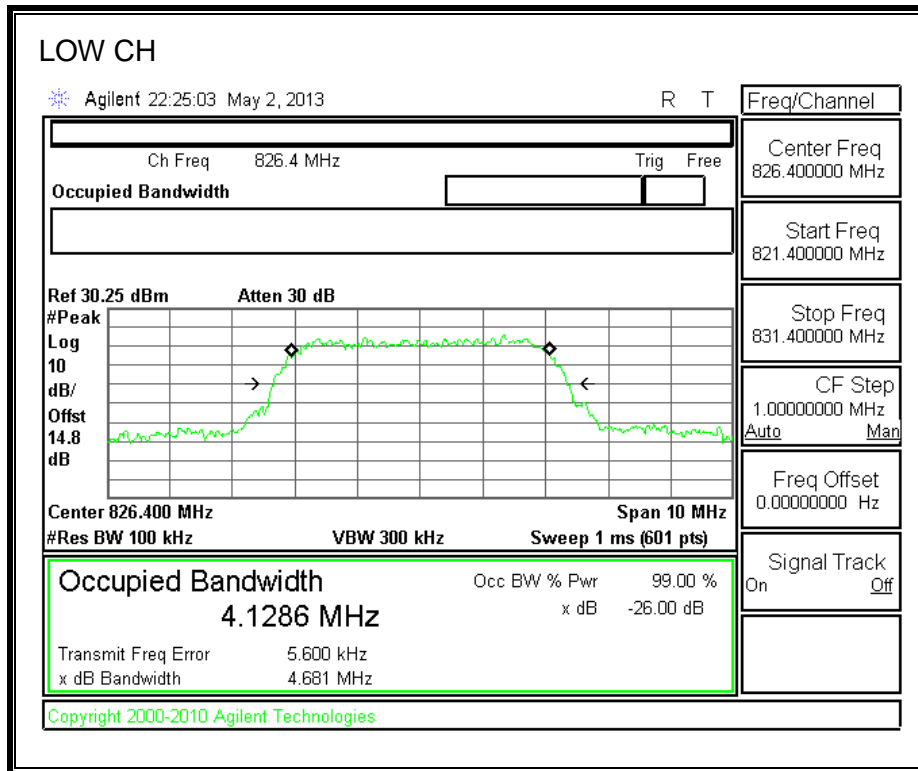 LOW CH
Agilent 22:25:03 May 2, 2013 R T
Ch Freq 826.4 MHz Trig Free
Occupied Bandwidth
Ref 30.25 dBm Atten 30 dB
#Peak
Log
10
dB/
Offst
14.8
dB
Center 826.400 MHz Span 10 MHz
#Res BW 100 kHz VBW 300 kHz Sweep 1 ms (601 pts)
Occupied Bandwidth
4.1286 MHz
Occ BW % Pwr 99.00 %
x dB -26.00 dB
Transmit Freq Error 5.600 kHz
x dB Bandwidth 4.681 MHz
Copyright 2000-2010 Agilent Technologies
Freq/Channel
Center Freq
826.400000 MHz
Start Freq
821.400000 MHz
Stop Freq
831.400000 MHz
CF Step
1.00000000 MHz
Auto Man
Freq Offset
0.00000000 Hz
Signal Track
On Off